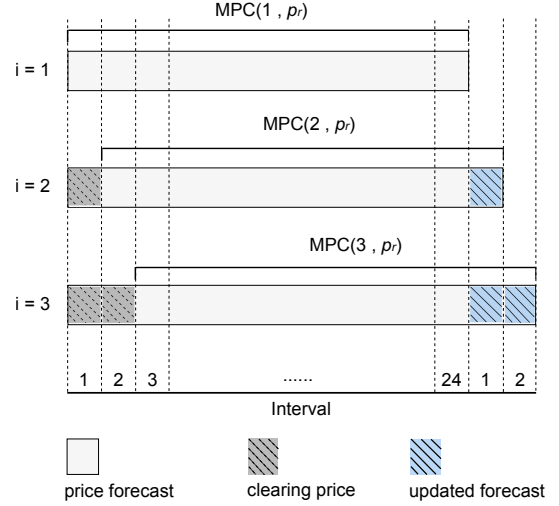 MPC(1 , pr)
i = 1
MPC(2 , pr)
i = 2
MPC(3 , pr)
i = 3
1 2 3 ...... 24 1 2
Interval
price forecast clearing price updated forecast